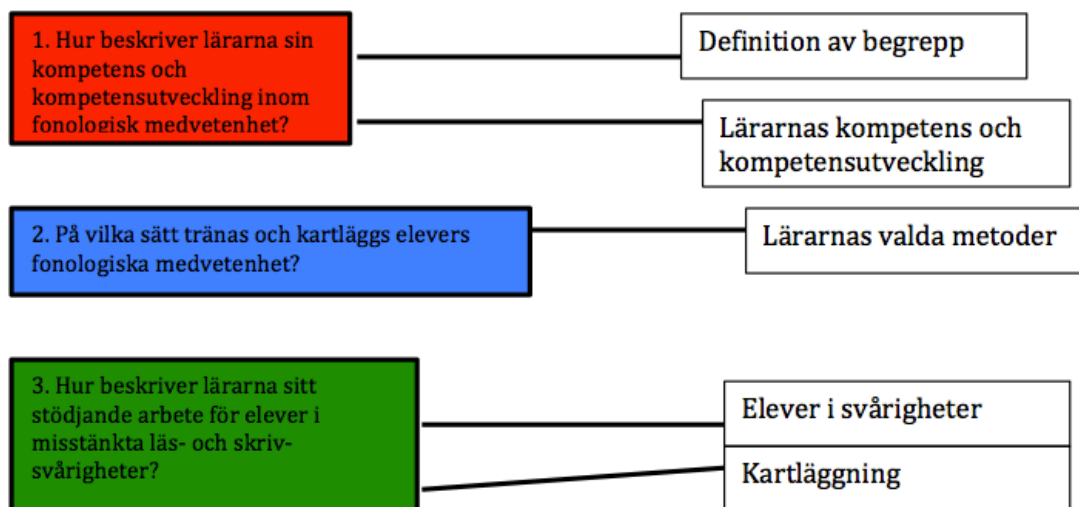 1. Hur beskriver lärarna sin
kompetens och
kompetensutveckling inom
fonologisk medvetenhet?
Definition av begrepp
Lärarnas kompetens och
kompetensutveckling
2. På vilka sätt tränas och kartläggs elevers
fonologiska medvetenhet?
Lärarnas valda metoder
3. Hur beskriver lärarna sitt
stödjande arbete för elever i
misstänkta läs- och skriv-
svårigheter?
Elever i svårigheter
Kartläggning